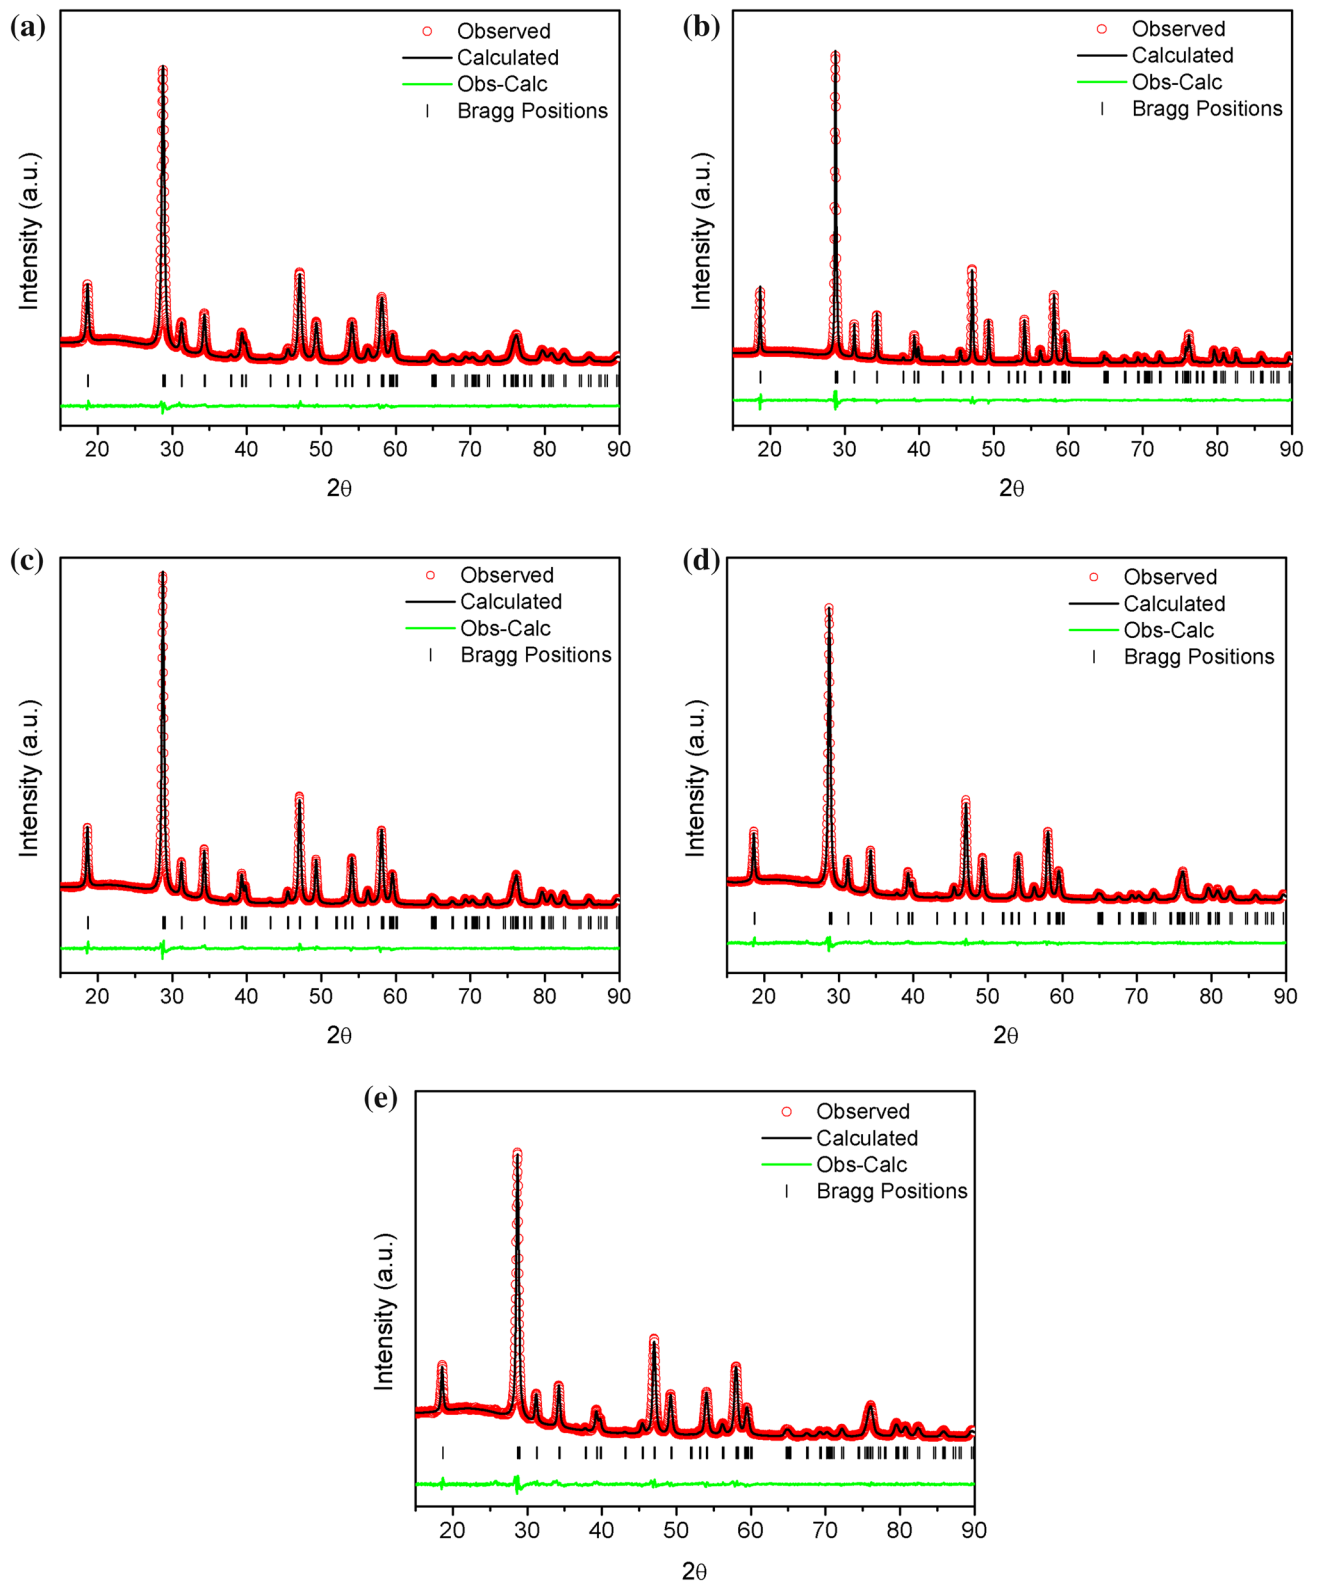 (a)
Observed
Calculated
Obs-Calc
Bragg Positions
Intensity (a.u.)
20 30 40 50 60 70 80 90
2θ
(b)
Observed
Calculated
Obs-Calc
Bragg Positions
Intensity (a.u.)
20 30 40 50 60 70 80 90
2θ
(c)
Observed
Calculated
Obs-Calc
Bragg Positions
Intensity (a.u.)
20 30 40 50 60 70 80 90
2θ
(d)
Observed
Calculated
Obs-Calc
Bragg Positions
Intensity (a.u.)
20 30 40 50 60 70 80 90
2θ
(e)
Observed
Calculated
Obs-Calc
Bragg Positions
Intensity (a.u.)
20 30 40 50 60 70 80 90
2θ